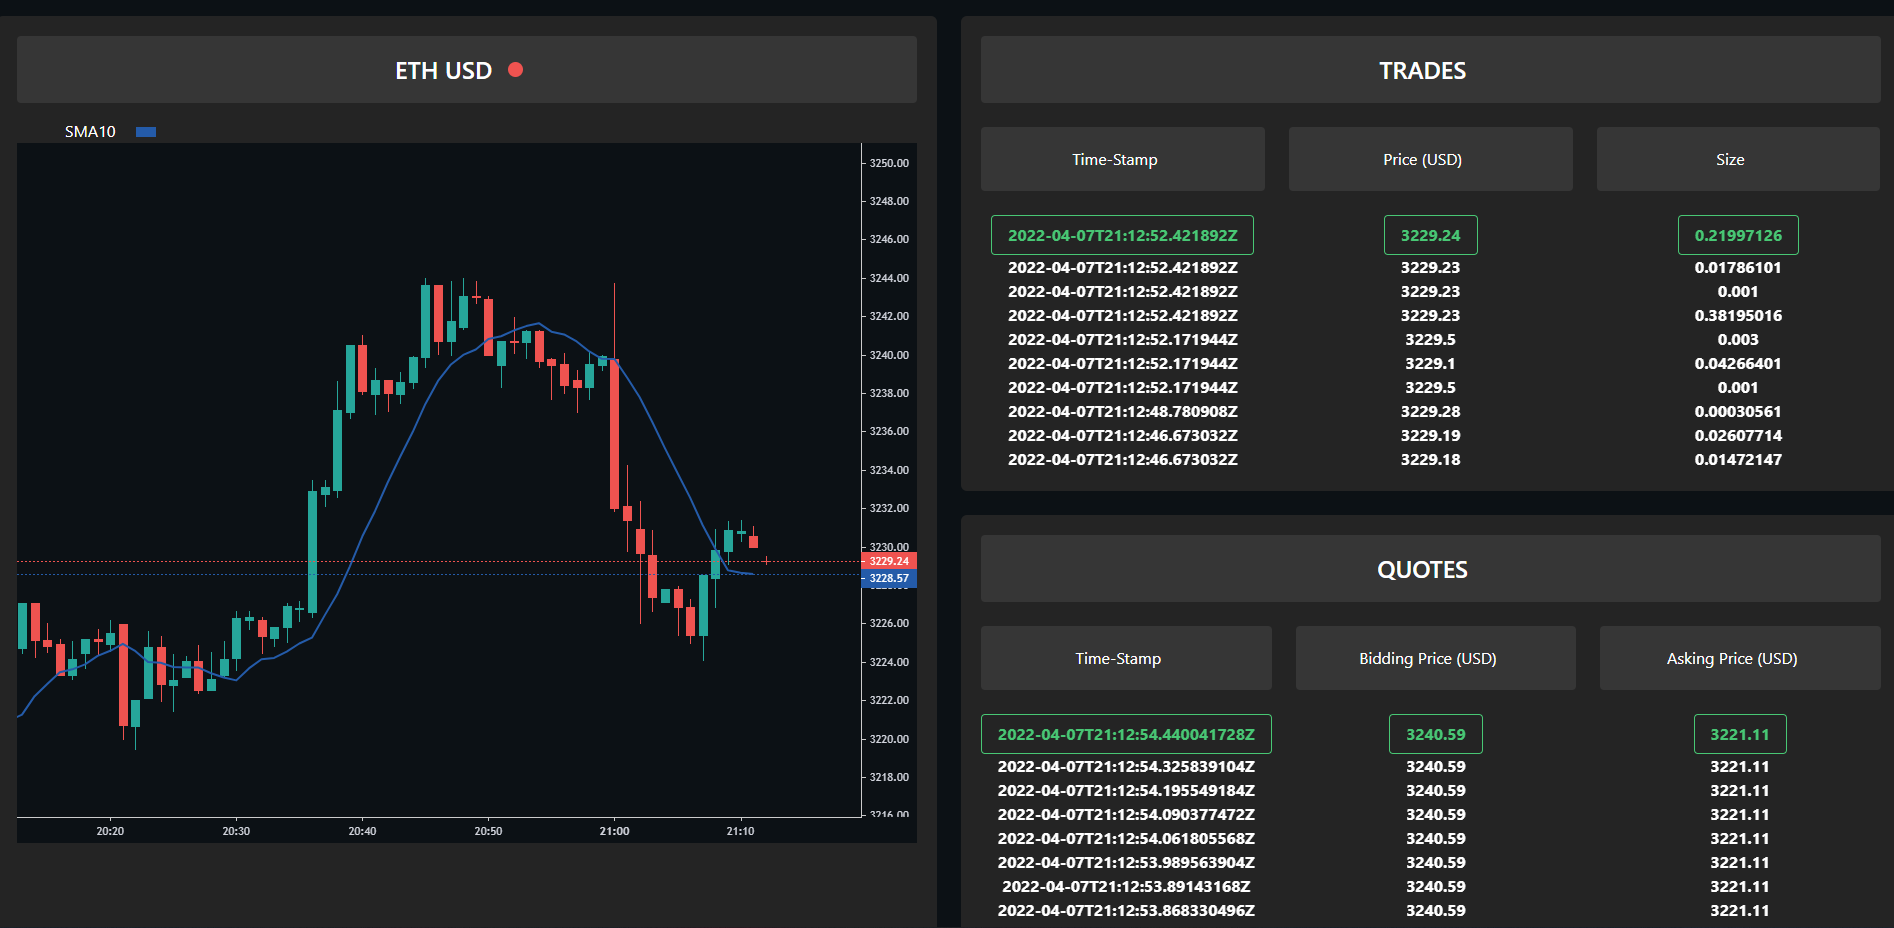 ETH USD
SMA10
3250.00
3248.00
3246.00
3244.00
3242.00
3240.00
3238.00
3236.00
3234.00
3232.00
3230.00
3229.24
3228.57
3226.00
3224.00
3222.00
3220.00
3218.00
3216.00
20:20 20:30 20:40 20:50 21:00 21:10
TRADES
Time-Stamp Price (USD) Size
2022-04-07T21:12:52.421892Z 3229.24 0.21997126
2022-04-07T21:12:52.421892Z 3229.23 0.01786101
2022-04-07T21:12:52.421892Z 3229.23 0.001
2022-04-07T21:12:52.421892Z 3229.23 0.38195016
2022-04-07T21:12:52.171944Z 3229.5 0.003
2022-04-07T21:12:52.171944Z 3229.1 0.04266401
2022-04-07T21:12:52.171944Z 3229.5 0.001
2022-04-07T21:12:48.780908Z 3229.28 0.00030561
2022-04-07T21:12:46.673032Z 3229.19 0.02607714
2022-04-07T21:12:46.673032Z 3229.18 0.01472147
QUOTES
Time-Stamp Bidding Price (USD) Asking Price (USD)
2022-04-07T21:12:54.440041728Z 3240.59 3221.11
2022-04-07T21:12:54.325839104Z 3240.59 3221.11
2022-04-07T21:12:54.195549184Z 3240.59 3221.11
2022-04-07T21:12:54.090377472Z 3240.59 3221.11
2022-04-07T21:12:54.061805568Z 3240.59 3221.11
2022-04-07T21:12:53.989563904Z 3240.59 3221.11
2022-04-07T21:12:53.89143168Z 3240.59 3221.11
2022-04-07T21:12:53.868330496Z 3240.59 3221.11